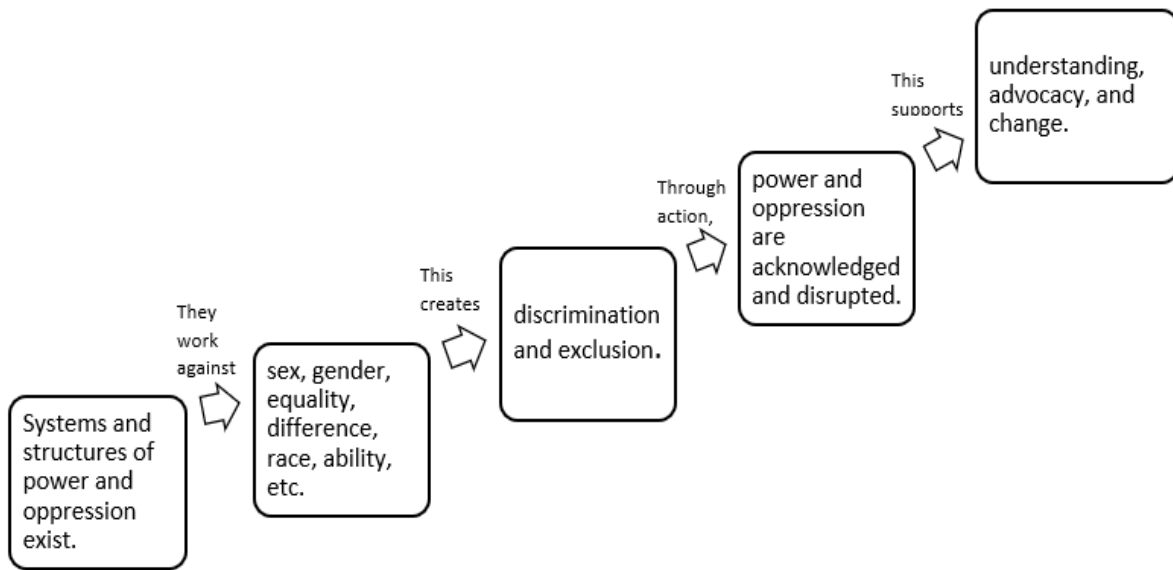 Systems and
structures of
power and
oppression
exist.
They
work
against
sex, gender,
equality,
difference,
race, ability,
etc.
This
creates
discrimination
and exclusion.
Through
action,
power and
oppression
are
acknowledged
and disrupted.
This
supports
understanding,
advocacy, and
change.